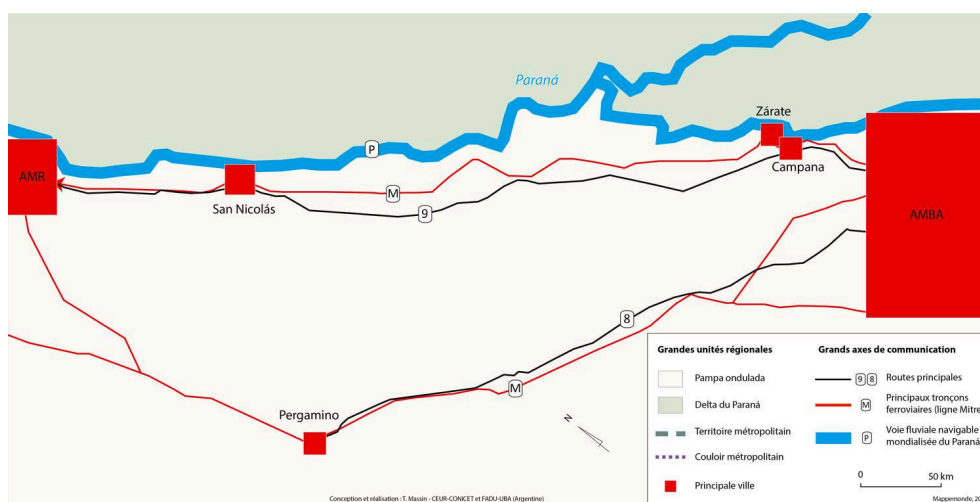 Paraná
Zárate
P
AMR
Campana
San Nicolás
M
9
AMBA
8
M
Pergamino
N
Grandes unités régionales
Pampa ondulada
Delta du Paraná
Territoire métropolitain
Couloir métropolitain
Principale ville
Grands axes de communication
9 8 Routes principales
M Principaux tronçons
ferroviaires (ligne Mitre
P Voie fluviale navigable
mondialisée du Paraná
0 50 km
Conception et réalisation : T. Massin - CEUR-CONICET et FADU-UBA (Argentine)
Mappemonde, 20